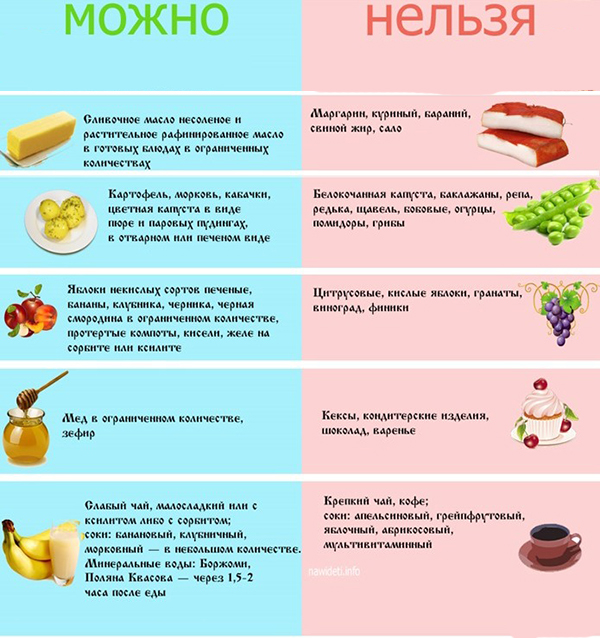 можно
нельзя
Сливочное масло несоленое и
растительное рафинированное масло
в готовых блюдах в ограниченных
количествах
Маргарин, куриный, бараний,
свиной жир, сало
Картофель, морковь, кабачки,
цветная капуста в виде
пюре и паровых пудингах,
в отварном или печеном виде
Белокочанная капуста, баклажаны, репа,
редька, щавель, бобовые, огурцы,
помидоры, грибы
Яблоки некислых сортов печеные,
бананы, клубника, черника, черная
смородина в ограниченном количестве,
протертые компоты, кисели, желе на
сорбите или ксилите
Цитрусовые, кислые яблоки, гранаты,
виноград, финики
Мед в ограниченном количестве,
зефир
Кексы, кондитерские изделия,
шоколад, варенье
Слабый чай, малосладкий или с
ксилитом либо с сорбитом;
соки: банановый, клубничный,
морковный — в небольшом количестве.
Минеральные воды: Боржоми,
Поляна Квасова — через 1,5-2
часа после еды
Крепкий чай, кофе;
соки: апельсиновый, грейпфрутовый,
яблочный, абрикосовый,
мультивитаминный
nawideti.info